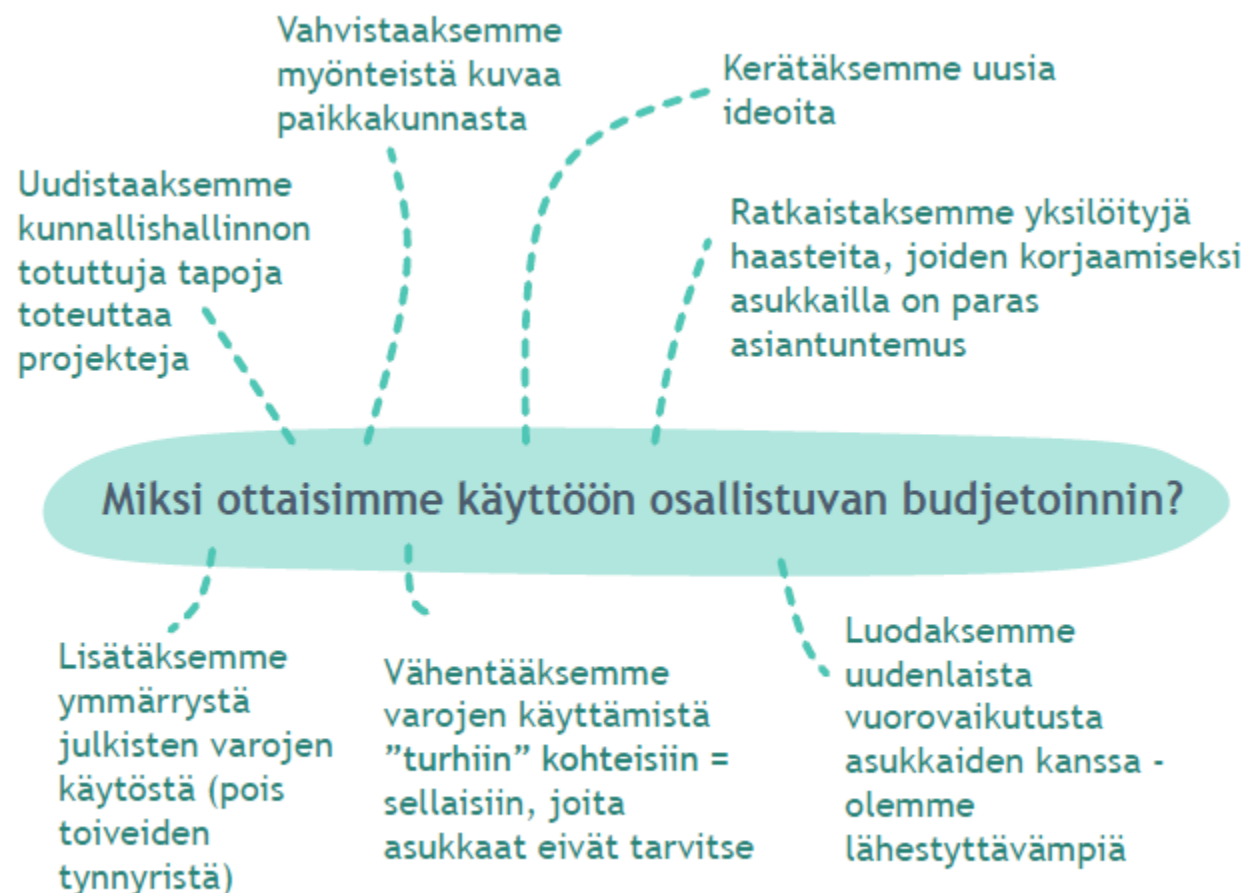 Vahvistaaksemme
myönteistä kuvaa
paikkakunnasta
Kerätäksemme uusia
ideoita
Uudistaaksemme
kunnallishallinnon
totuttuja tapoja
toteuttaa
projekteja
Ratkaistaksemme yksilöityjä
haasteita, joiden korjaamiseksi
asukkailla on paras
asiantuntemus
Miksi ottaisimme käyttöön osallistuvan budjetoinnin?
Lisätäksemme
ymmärrystä
julkisten varojen
käytöstä (pois
toiveiden
tynnyristä)
Vähentääksemme
varojen käyttämistä
”turhiin” kohteisiin =
sellaisiin, joita
asukkaat eivät tarvitse
Luodaksemme
uudenlaista
vuorovaikutusta
asukkaiden kanssa -
olemme
lähestyttävämpiä